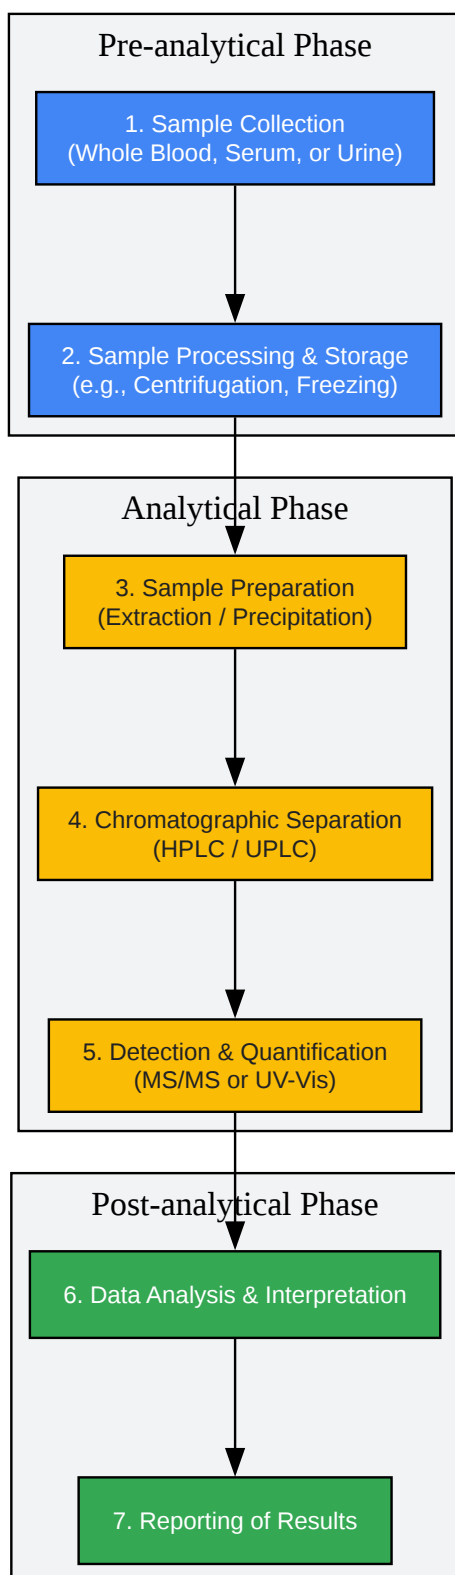 Pre-analytical Phase
1. Sample Collection
(Whole Blood, Serum, or Urine)
2. Sample Processing & Storage
(e.g., Centrifugation, Freezing)
Analytical Phase
3. Sample Preparation
(Extraction / Precipitation)
4. Chromatographic Separation
(HPLC / UPLC)
5. Detection & Quantification
(MS/MS or UV-Vis)
Post-analytical Phase
6. Data Analysis & Interpretation
7. Reporting of Results